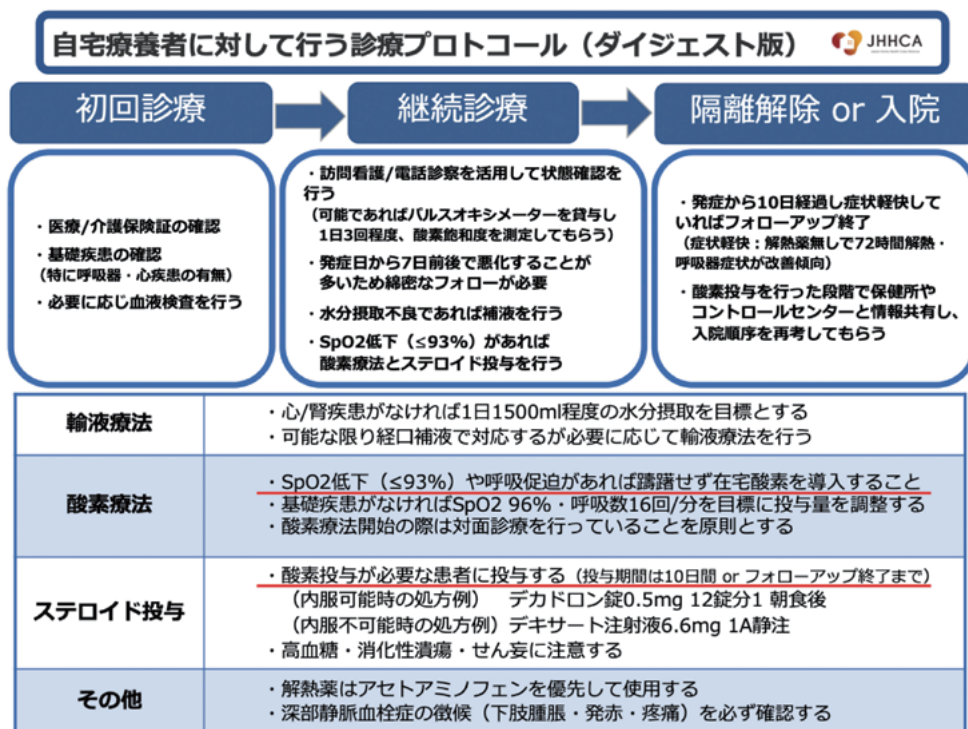 自宅療養者に対して行う診療プロトコール（ダイジェスト版）
JHHCA
初回診療
継続診療
隔離解除 or 入院
・医療/介護保険証の確認
・基礎疾患の確認
（特に呼吸器・心疾患の有無）
・必要に応じ血液検査を行う
・訪問看護/電話診察を活用して状態確認を
行う
（可能であればパルスオキシメーターを貸与し
1日3回程度、酸素飽和度を測定してもらう）
・発症日から7日前後で悪化することが
多いため綿密なフォローが必要
・水分摂取不良であれば補液を行う
・SpO2低下（≤93%）があれば
酸素療法とステロイド投与を行う
・発症から10日経過し症状軽快して
いればフォローアップ終了
（症状軽快：解熱薬無しで72時間解熱・
呼吸器症状が改善傾向）
・酸素投与を行った段階で保健所や
コントロールセンターと情報共有し、
入院順序を再考してもらう
輸液療法
・心/腎疾患がなければ1日1500ml程度の水分摂取を目標とする
・可能な限り経口補液で対応するが必要に応じて輸液療法を行う
酸素療法
・SpO2低下（≤93%）や呼吸促迫があれば躊躇せず在宅酸素を導入すること
・基礎疾患がなければSpO2 96%・呼吸数16回/分を目標に投与量を調整する
・酸素療法開始の際は対面診療を行っていることを原則とする
ステロイド投与
・酸素投与が必要な患者に投与する（投与期間は10日間 or フォローアップ終了まで）
（内服可能時の処方例）　デカドロン錠0.5mg 12錠分1 朝食後
（内服不可能時の処方例）デキサート注射液6.6mg 1A静注
・高血糖・消化性潰瘍・せん妄に注意する
その他
・解熱薬はアセトアミノフェンを優先して使用する
・深部静脈血栓症の徴候（下肢腫脹・発赤・疼痛）を必ず確認する